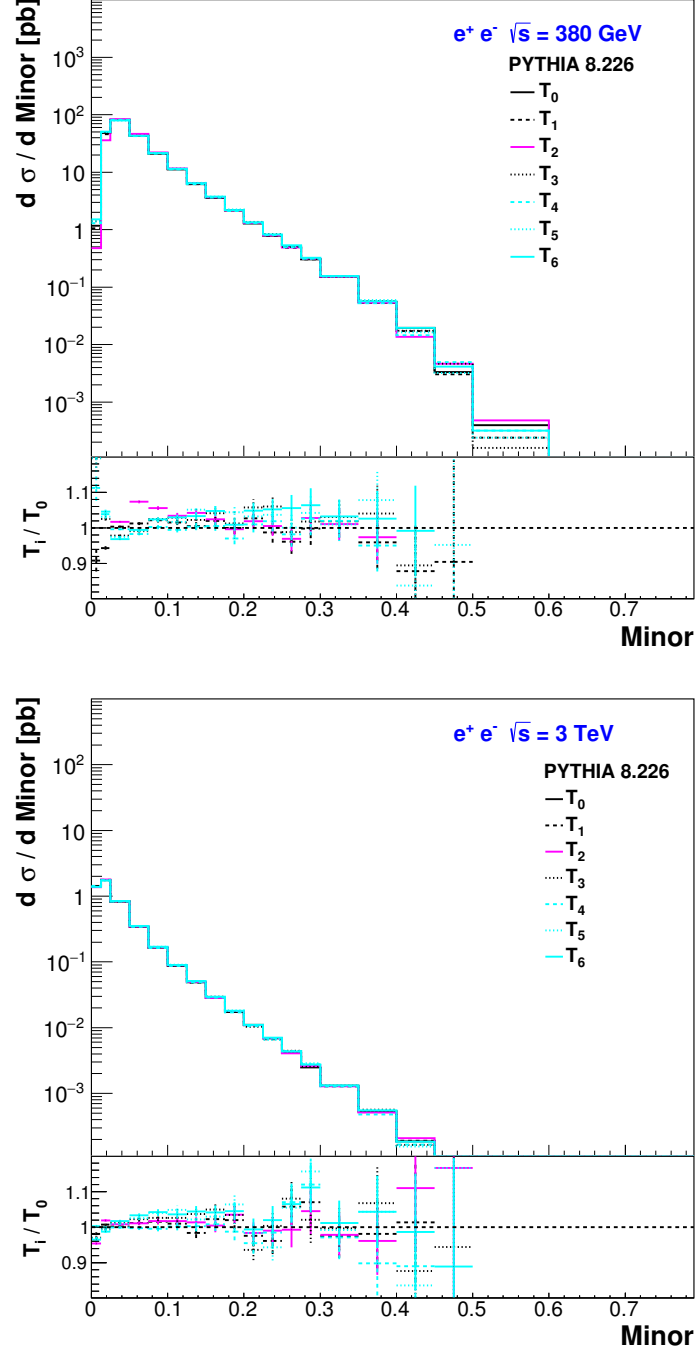 e⁺ e⁻ √s = 380 GeV
PYTHIA 8.226
T₀
T₁
T₂
T₃
T₄
T₅
T₆
d σ / d Minor [pb]
10³
10²
10
1
10⁻¹
10⁻²
10⁻³
Tᵢ / T₀
1.1
1
0.9
0 0.1 0.2 0.3 0.4 0.5 0.6 0.7
Minor
e⁺ e⁻ √s = 3 TeV
PYTHIA 8.226
T₀
T₁
T₂
T₃
T₄
T₅
T₆
d σ / d Minor [pb]
10²
10
1
10⁻¹
10⁻²
10⁻³
Tᵢ / T₀
1.1
1
0.9
0 0.1 0.2 0.3 0.4 0.5 0.6 0.7
Minor